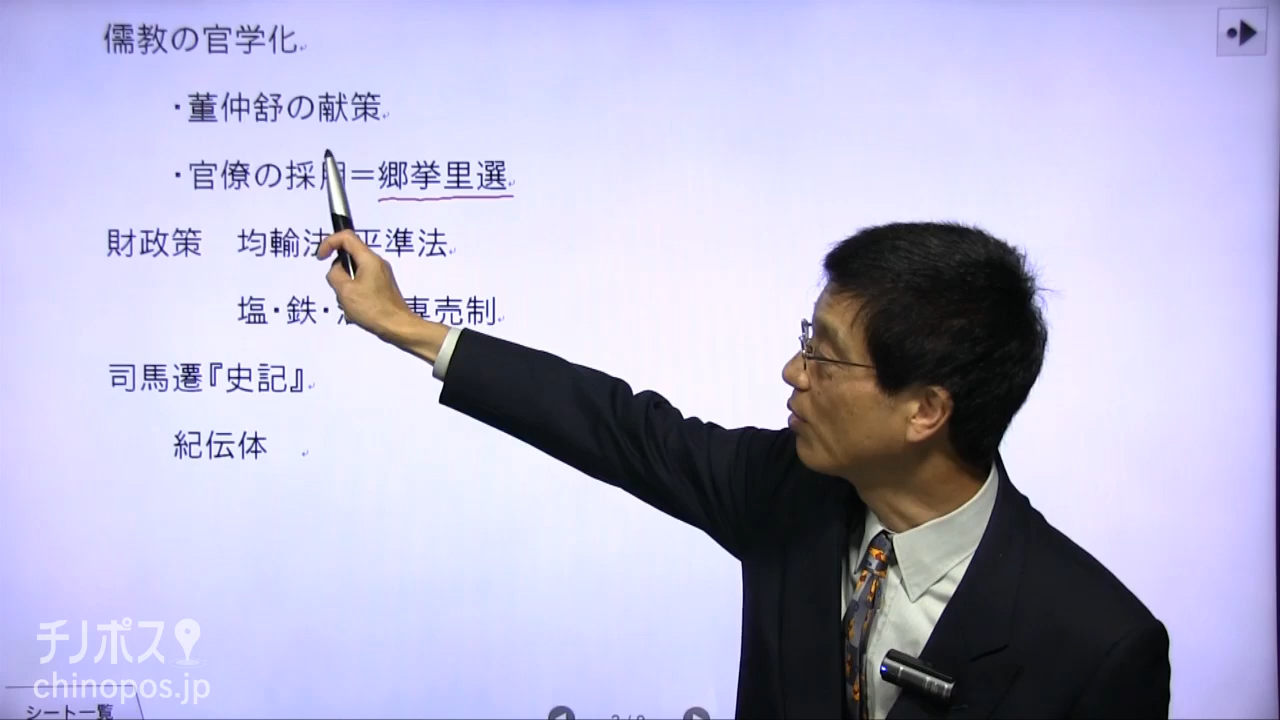 儒教の官学化
・董仲舒の献策
・官僚の採用＝郷挙里選
財政策　均輸法 平準法
塩・鉄・ 専売制
司馬遷『史記』
紀伝体
チノポス
chinopos.jp
シート一覧